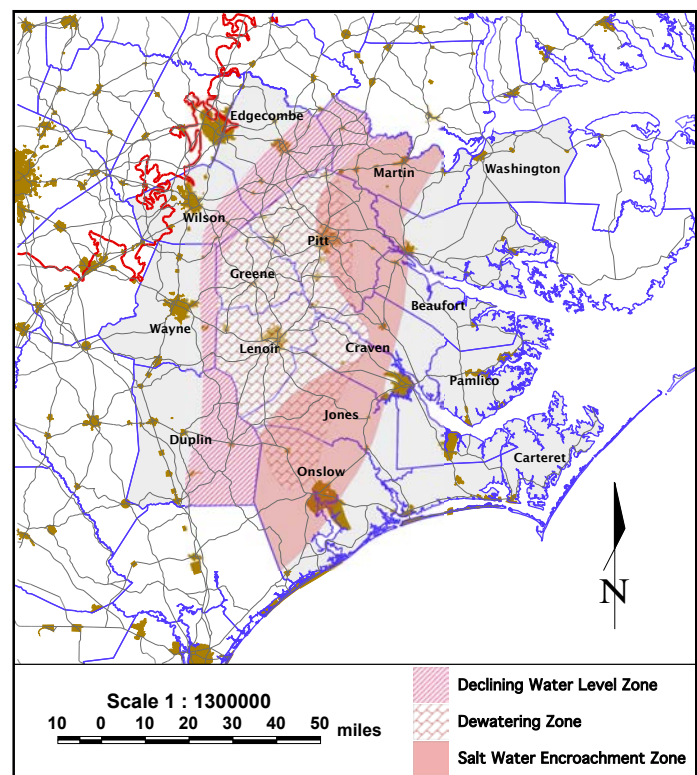 Edgecombe
Washington
Martin
Wilson
Pitt
Greene
Beaufort
Wayne
Lenoir
Craven
Pamlico
Jones
Duplin
Carteret
Onslow
N
Scale 1 : 1300000
10 0 10 20 30 40 50 miles
Declining Water Level Zone
Dewatering Zone
Salt Water Encroachment Zone